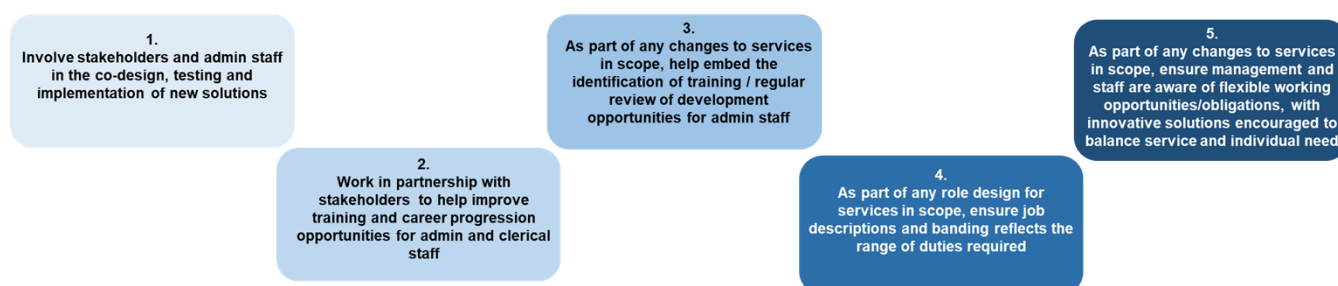 1.
Involve stakeholders and admin staff
in the co-design, testing and
implementation of new solutions
2.
Work in partnership with
stakeholders to help improve
training and career progression
opportunities for admin and clerical
staff
3.
As part of any changes to services
in scope, help embed the
identification of training / regular
review of development
opportunities for admin staff
4.
As part of any role design for
services in scope, ensure job
descriptions and banding reflects the
range of duties required
5.
As part of any changes to services
in scope, ensure management and
staff are aware of flexible working
opportunities/obligations, with
innovative solutions encouraged to
balance service and individual need